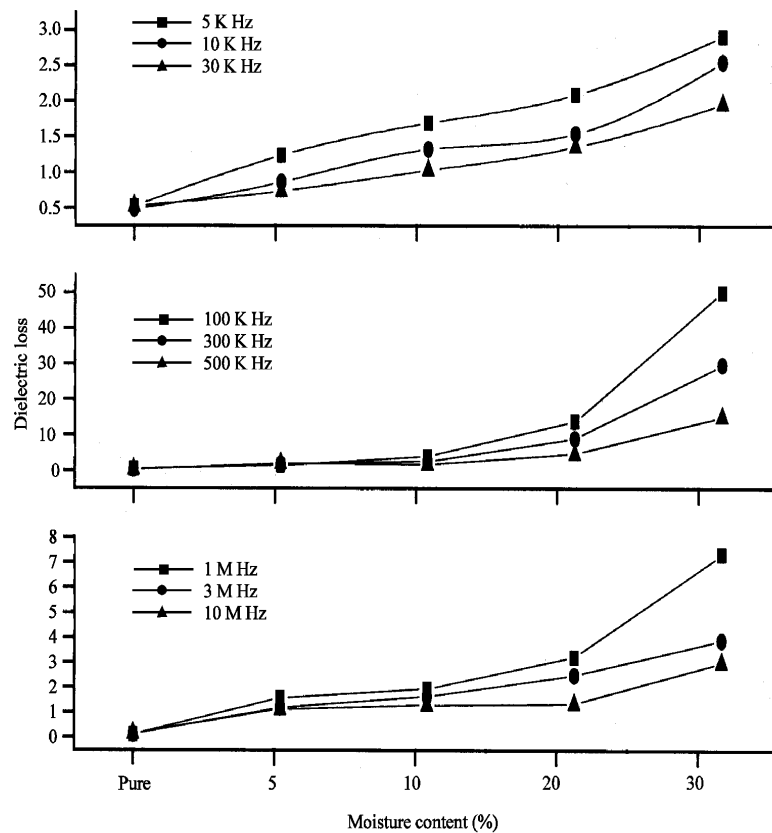 3.0
2.5
2.0
1.5
1.0
0.5
5 K Hz
10 K Hz
30 K Hz
50
40
30
20
10
0
100 K Hz
300 K Hz
500 K Hz
Dielectric loss
8
7
6
5
4
3
2
1
0
1 M Hz
3 M Hz
10 M Hz
Pure 5 10 20 30
Moisture content (%)